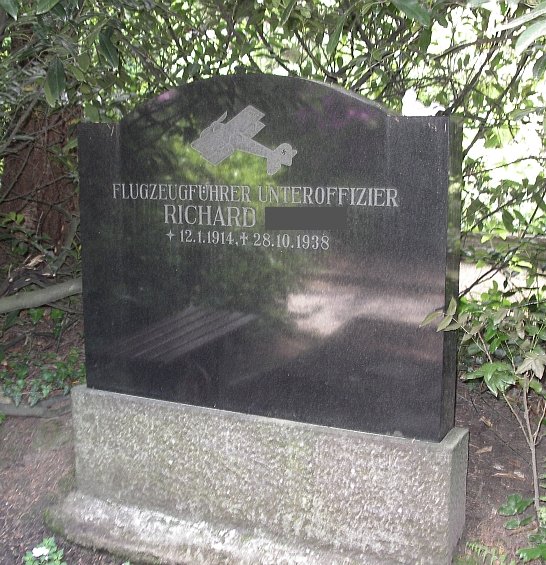 FLUGZEUGFÜHRER UNTEROFFIZIER
RICHARD
+ 12.1.1914. ✝ 28.10.1938